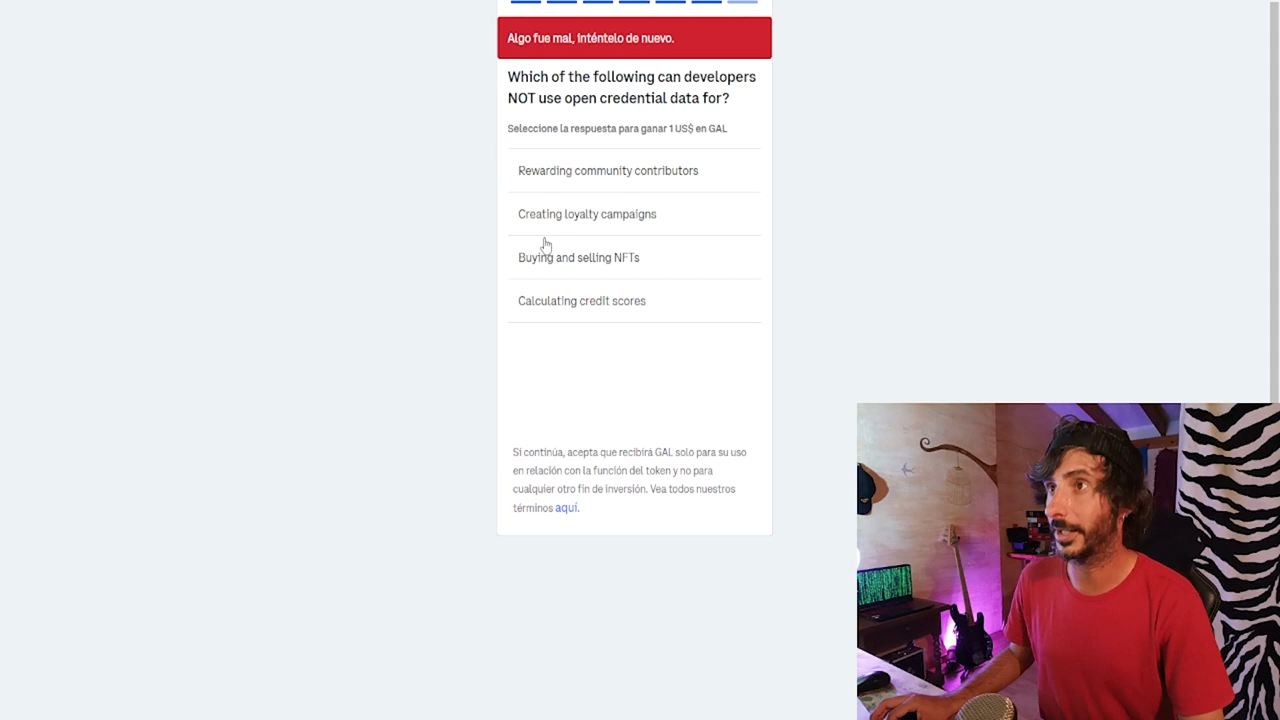 Algo fue mal, inténtelo de nuevo.
Which of the following can developers
NOT use open credential data for?
Seleccione la respuesta para ganar 1 US$ en GAL
Rewarding community contributors
Creating loyalty campaigns
Buying and selling NFTs
Calculating credit scores
Si continúa, acepta que recibirá GAL solo para su uso
en relación con la función del token y no para
cualquier otro fin de inversión. Vea todos nuestros
términos aquí.